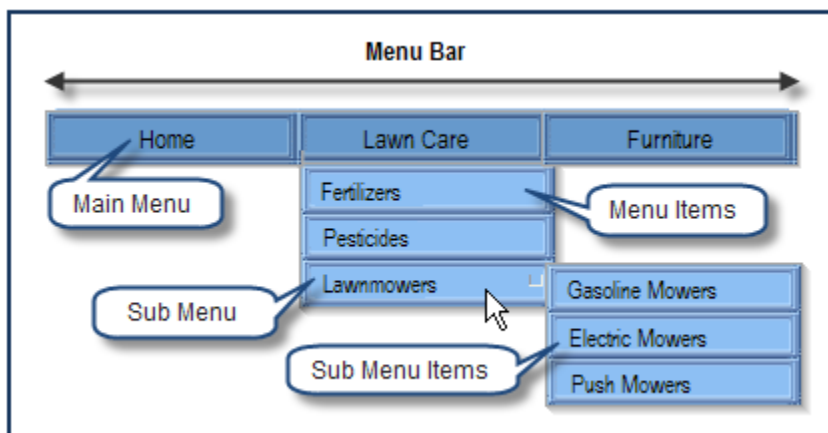 Menu Bar
Home Lawn Care Furniture
Main Menu
Fertilizers
Menu Items
Pesticides
Lawnmowers
Sub Menu
Gasoline Mowers
Electric Mowers
Sub Menu Items
Push Mowers